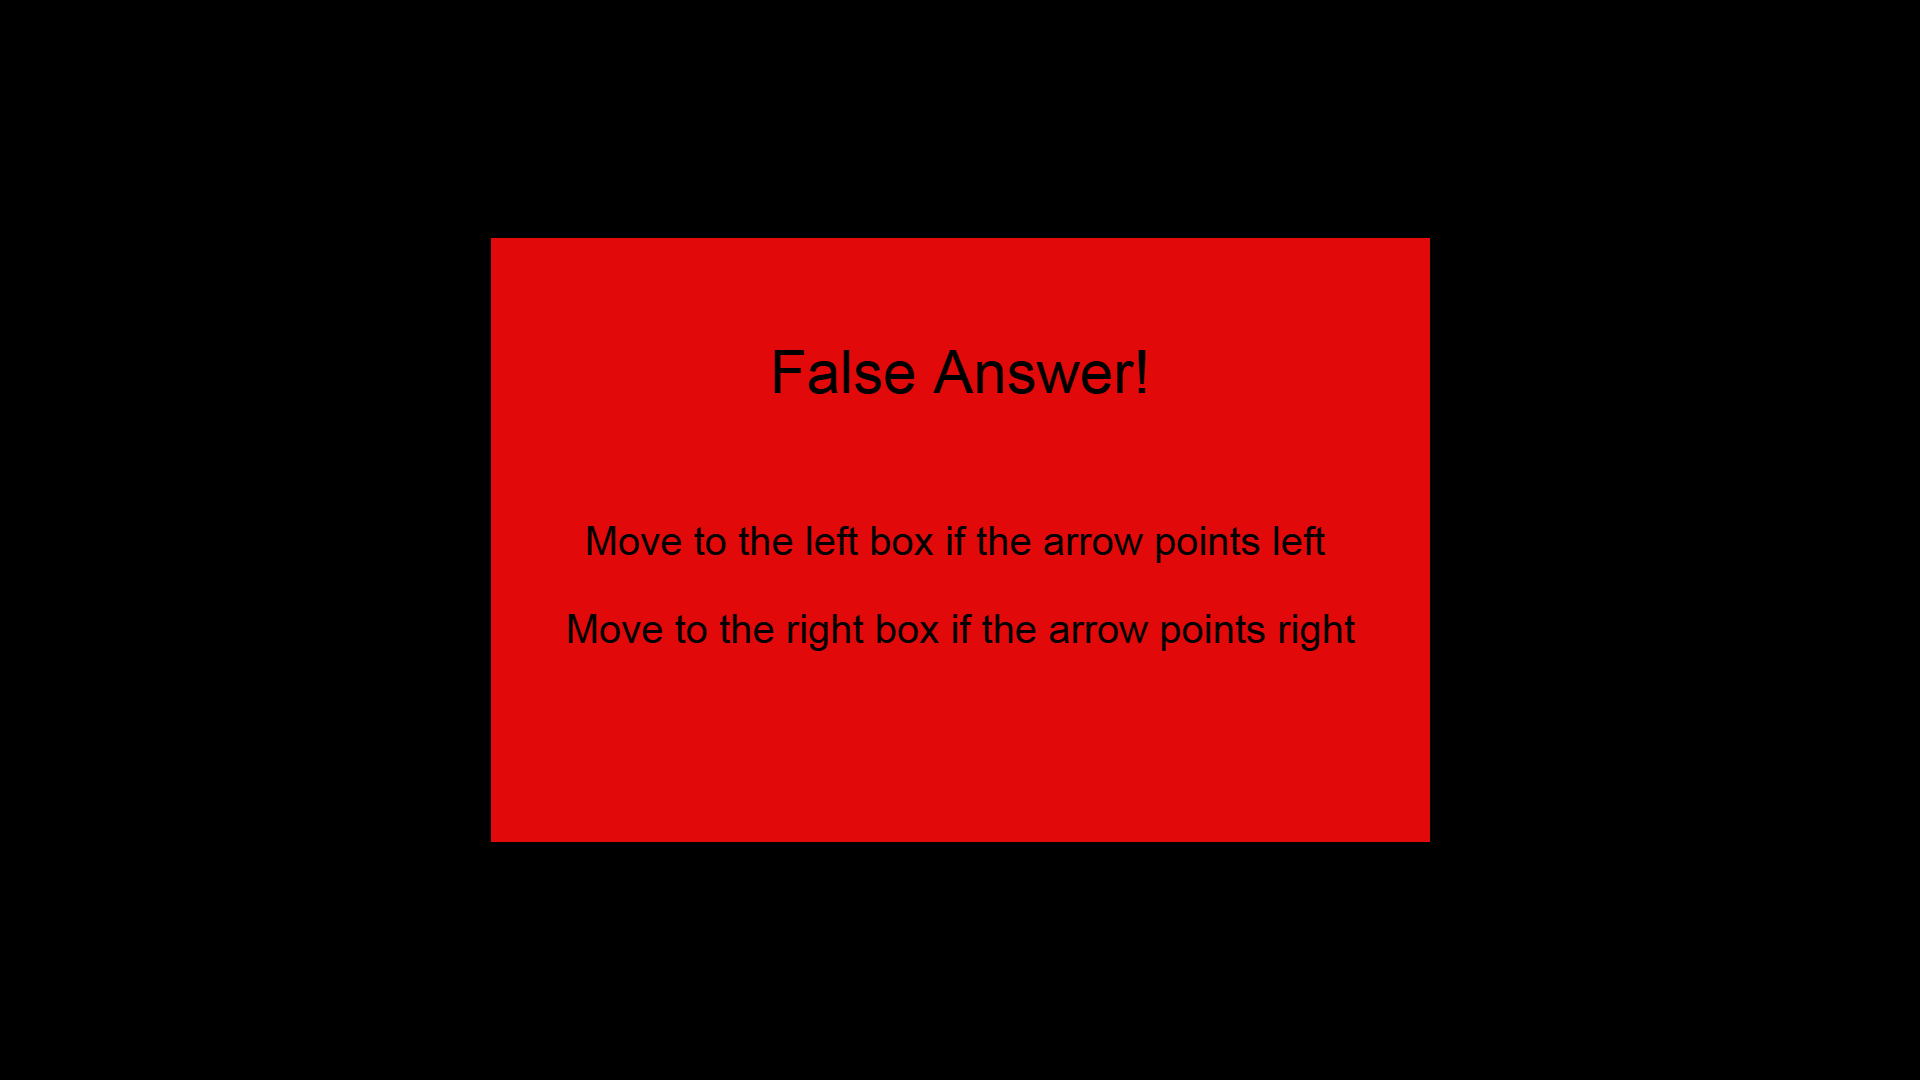 False Answer!
Move to the left box if the arrow points left
Move to the right box if the arrow points right